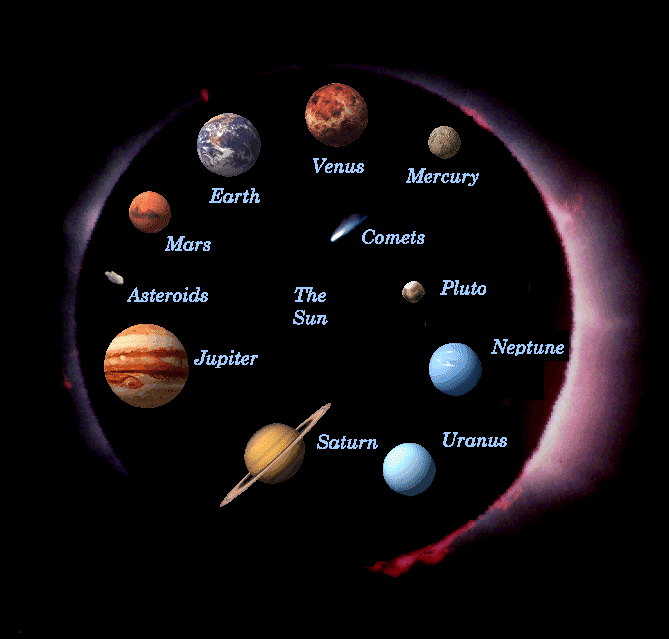 Venus
Mercury
Earth
Mars
Comets
Asteroids
The
Sun
Pluto
Neptune
Jupiter
Saturn
Uranus